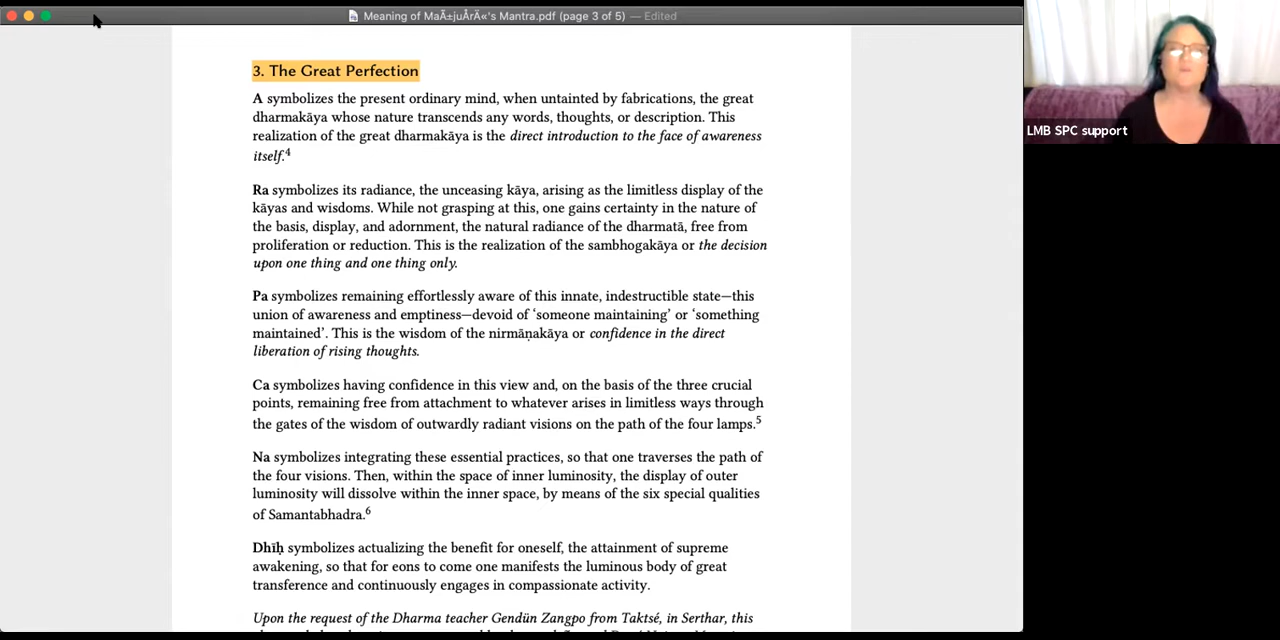 Meaning of MaÃ±juÅrÃ«'s Mantra.pdf (page 3 of 5) — Edited
3. The Great Perfection
A symbolizes the present ordinary mind, when untainted by fabrications, the great
dharmakāya whose nature transcends any words, thoughts, or description. This
realization of the great dharmakāya is the direct introduction to the face of awareness
itself.4
Ra symbolizes its radiance, the unceasing kāya, arising as the limitless display of the
kāyas and wisdoms. While not grasping at this, one gains certainty in the nature of
the basis, display, and adornment, the natural radiance of the dharmatā, free from
proliferation or reduction. This is the realization of the sambhogakāya or the decision
upon one thing and one thing only.
Pa symbolizes remaining effortlessly aware of this innate, indestructible state—this
union of awareness and emptiness—devoid of ‘someone maintaining’ or ‘something
maintained’. This is the wisdom of the nirmāṇakāya or confidence in the direct
liberation of rising thoughts.
Ca symbolizes having confidence in this view and, on the basis of the three crucial
points, remaining free from attachment to whatever arises in limitless ways through
the gates of the wisdom of outwardly radiant visions on the path of the four lamps.5
Na symbolizes integrating these essential practices, so that one traverses the path of
the four visions. Then, within the space of inner luminosity, the display of outer
luminosity will dissolve within the inner space, by means of the six special qualities
of Samantabhadra.6
Dhīḥ symbolizes actualizing the benefit for oneself, the attainment of supreme
awakening, so that for eons to come one manifests the luminous body of great
transference and continuously engages in compassionate activity.
Upon the request of the Dharma teacher Gendün Zangpo from Taktsé, in Serthar, this
LMB SPC support